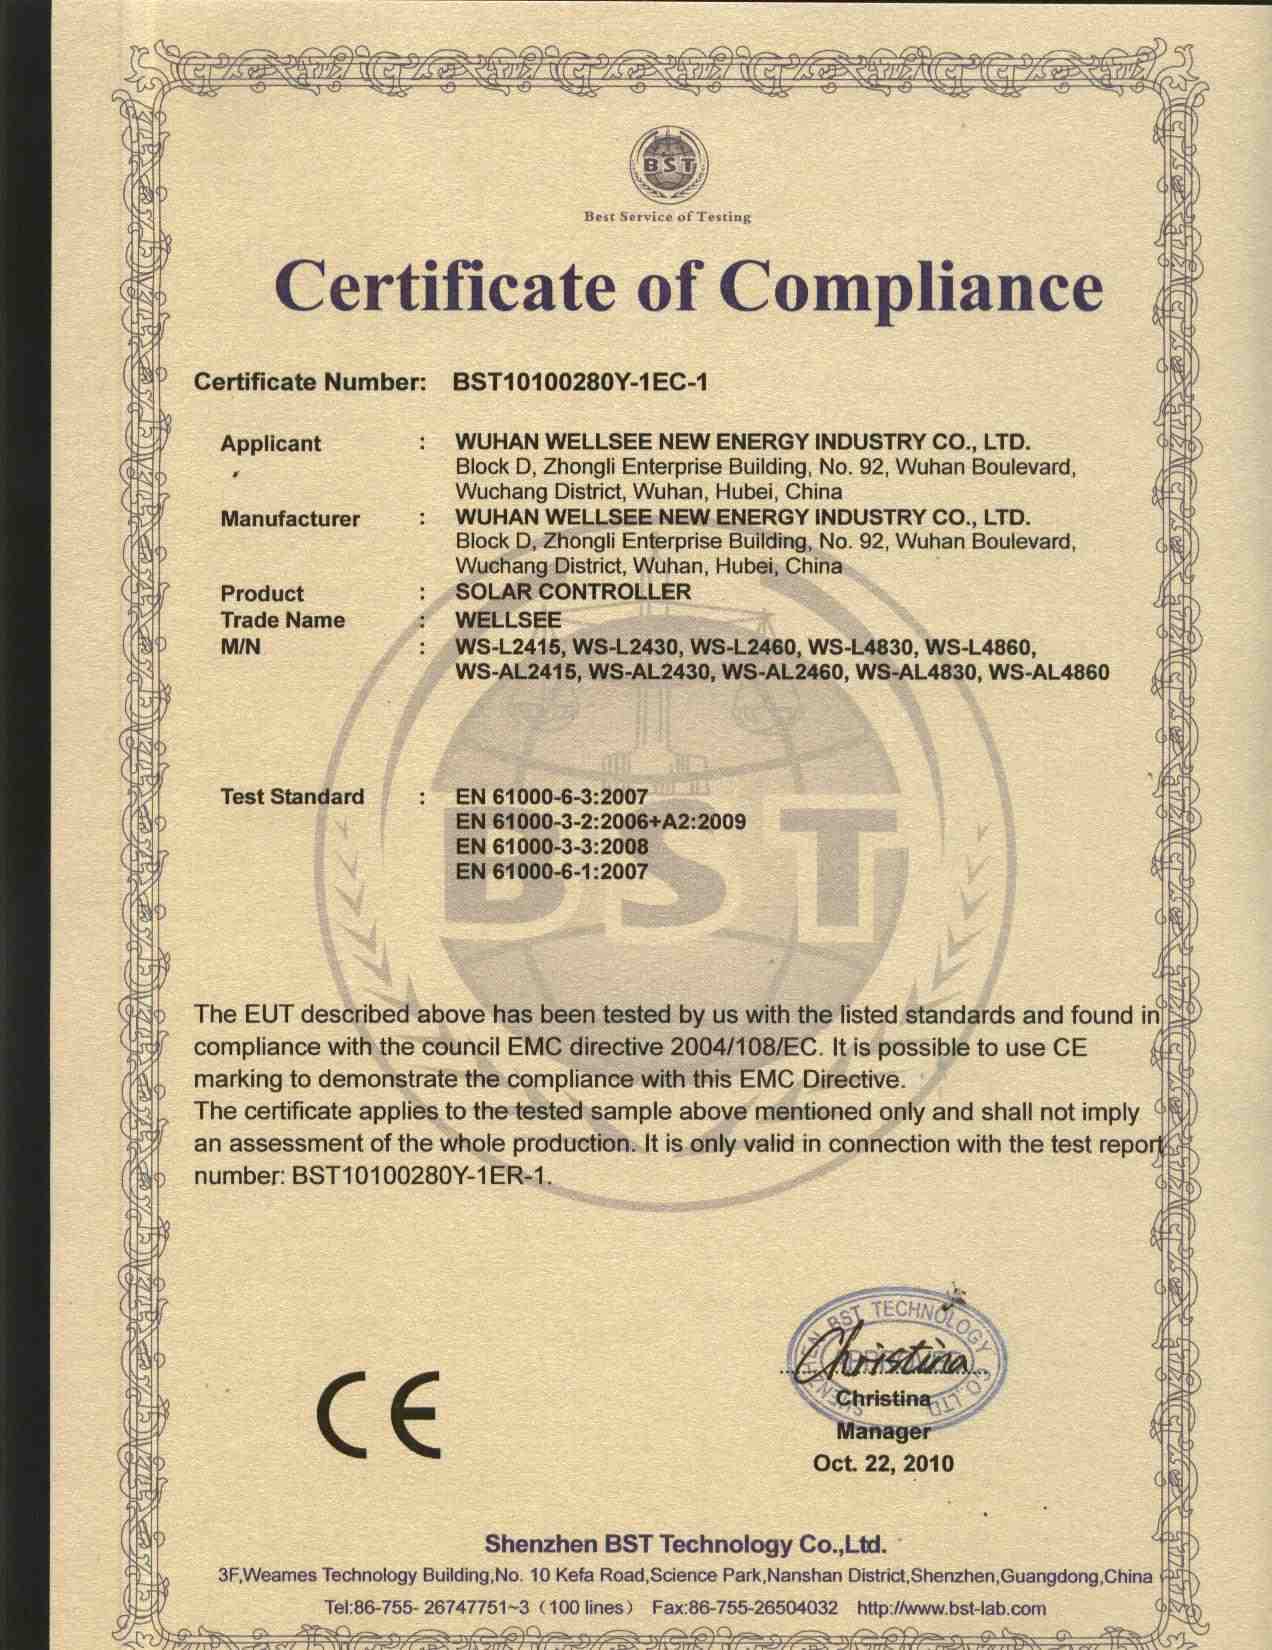 BST
Best Service of Testing
Certificate of Compliance
Certificate Number: BST10100280Y-1EC-1
Applicant : WUHAN WELLSEE NEW ENERGY INDUSTRY CO., LTD.
Block D, Zhongli Enterprise Building, No. 92, Wuhan Boulevard,
Wuchang District, Wuhan, Hubei, China
Manufacturer : WUHAN WELLSEE NEW ENERGY INDUSTRY CO., LTD.
Block D, Zhongli Enterprise Building, No. 92, Wuhan Boulevard,
Wuchang District, Wuhan, Hubei, China
Product : SOLAR CONTROLLER
Trade Name : WELLSEE
M/N : WS-L2415, WS-L2430, WS-L2460, WS-L4830, WS-L4860,
WS-AL2415, WS-AL2430, WS-AL2460, WS-AL4830, WS-AL4860
Test Standard : EN 61000-6-3:2007
EN 61000-3-2:2006+A2:2009
EN 61000-3-3:2008
EN 61000-6-1:2007
BST
The EUT described above has been tested by us with the listed standards and found in
compliance with the council EMC directive 2004/108/EC. It is possible to use CE
marking to demonstrate the compliance with this EMC Directive.
The certificate applies to the tested sample above mentioned only and shall not imply
an assessment of the whole production. It is only valid in connection with the test report
number: BST10100280Y-1ER-1.
CE
SHENZHEN BST TECHNOLOGY CO.,LTD
Christina
Christina
Manager
Oct. 22, 2010
Shenzhen BST Technology Co.,Ltd.
3F,Weames Technology Building,No. 10 Kefa Road,Science Park,Nanshan District,Shenzhen,Guangdong,China
Tel:86-755- 26747751~3（100 lines） Fax:86-755-26504032 http://www.bst-lab.com